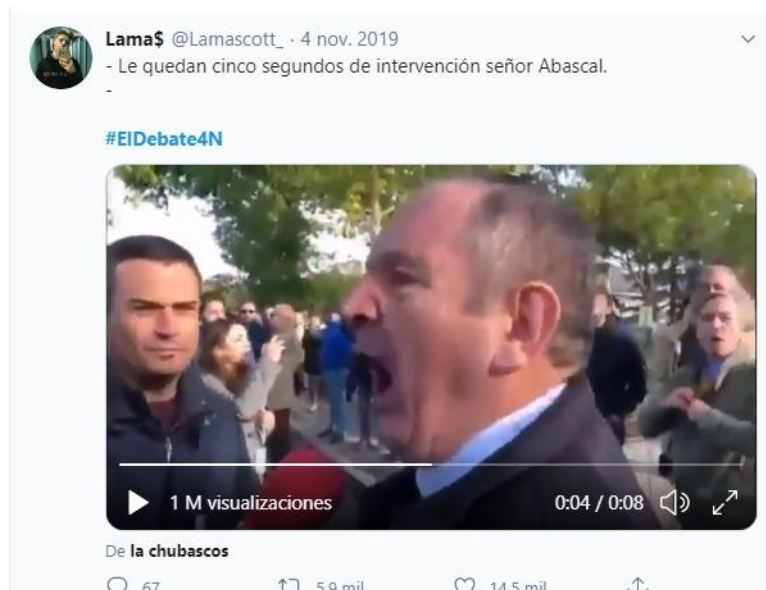 Lama$ @Lamascott_ · 4 nov. 2019
- Le quedan cinco segundos de intervención señor Abascal.
-
#ElDebate4N
1 M visualizaciones
0:04 / 0:08
De la chubascos
67
5,9 mil
14,5 mil